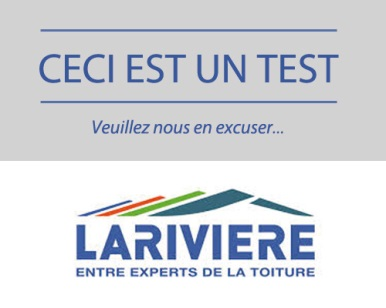 CECI EST UN TEST
Veuillez nous en excuser...
LARIVIERE
ENTRE EXPERTS DE LA TOITURE